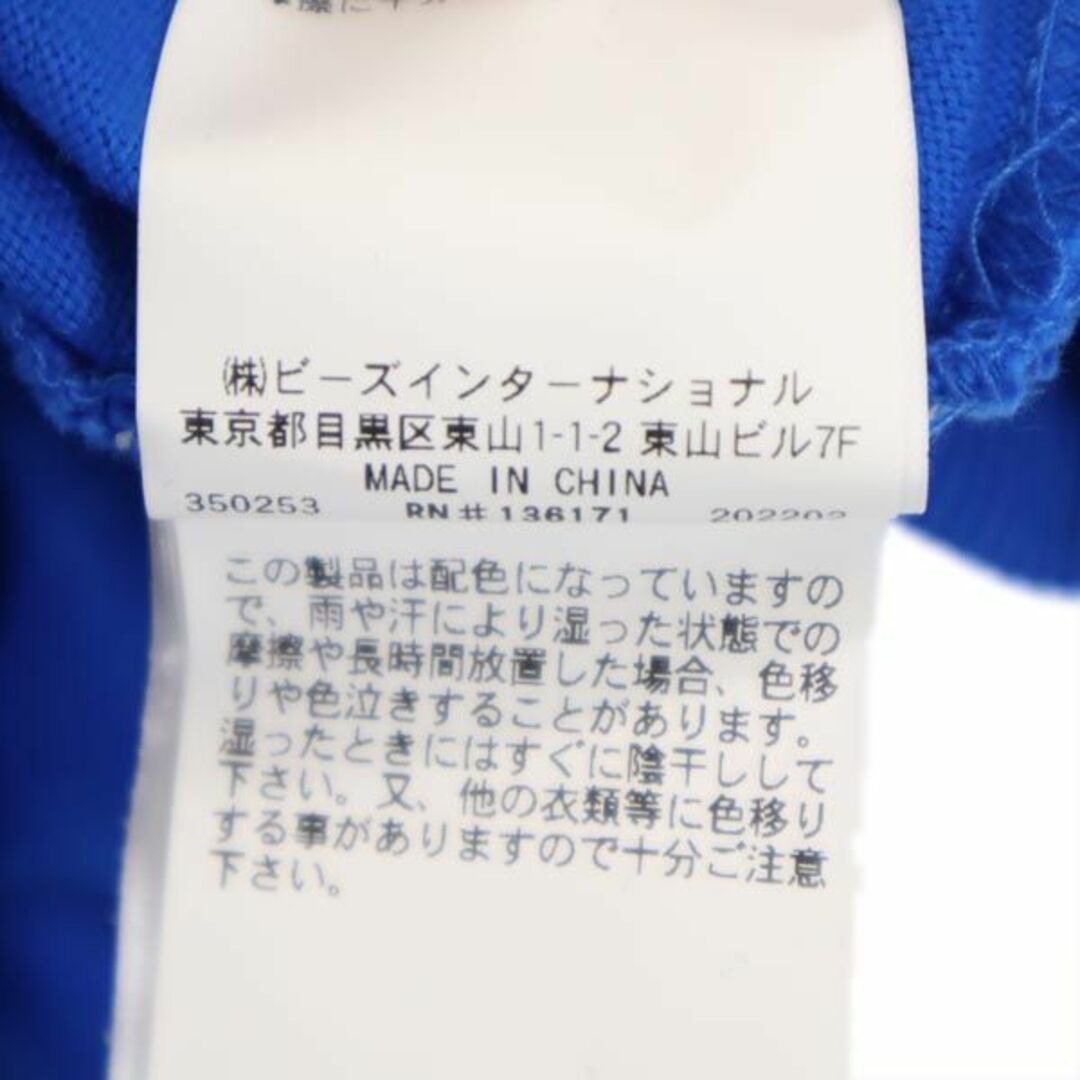 ㈱ビーズインターナショナル
東京都目黒区東山1-1-2 東山ビル7F
MADE IN CHINA
350253 RN# 136171 202202
この製品は配色になっていますの
で、雨や汗により湿った状態での
摩擦や長時間放置した場合、色移
りや色泣きすることがあります。
湿ったときにはすぐに陰干しして
下さい。又、他の衣類等に色移り
する事がありますので十分ご注意
下さい。